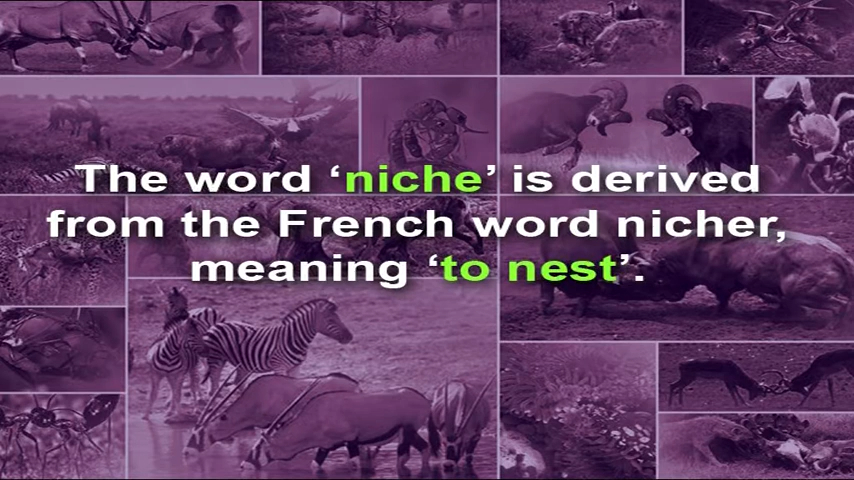 The word ‘niche’ is derived
from the French word nicher,
meaning ‘to nest’.